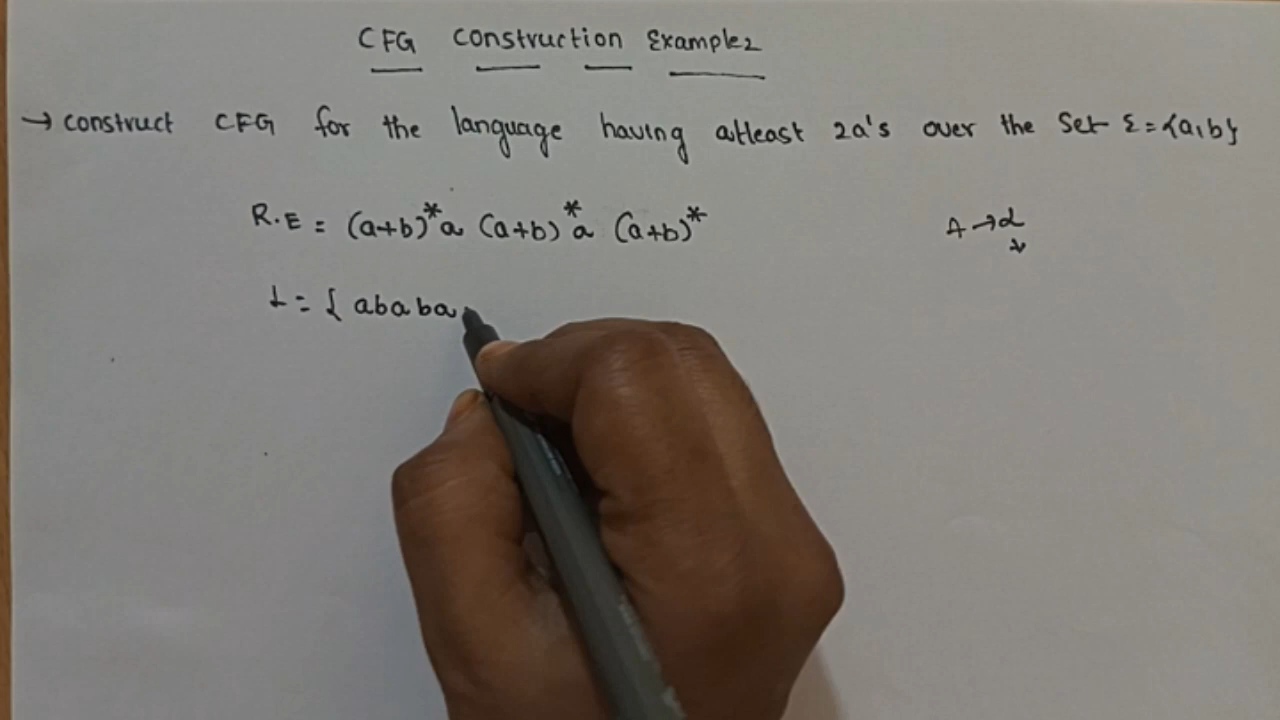 CFG Construction Example2
→ construct CFG for the language having atleast 2a's over the Set Σ = {a,b}
R.E = (a+b)*a (a+b)*a (a+b)*
A → α
L = { ababa,